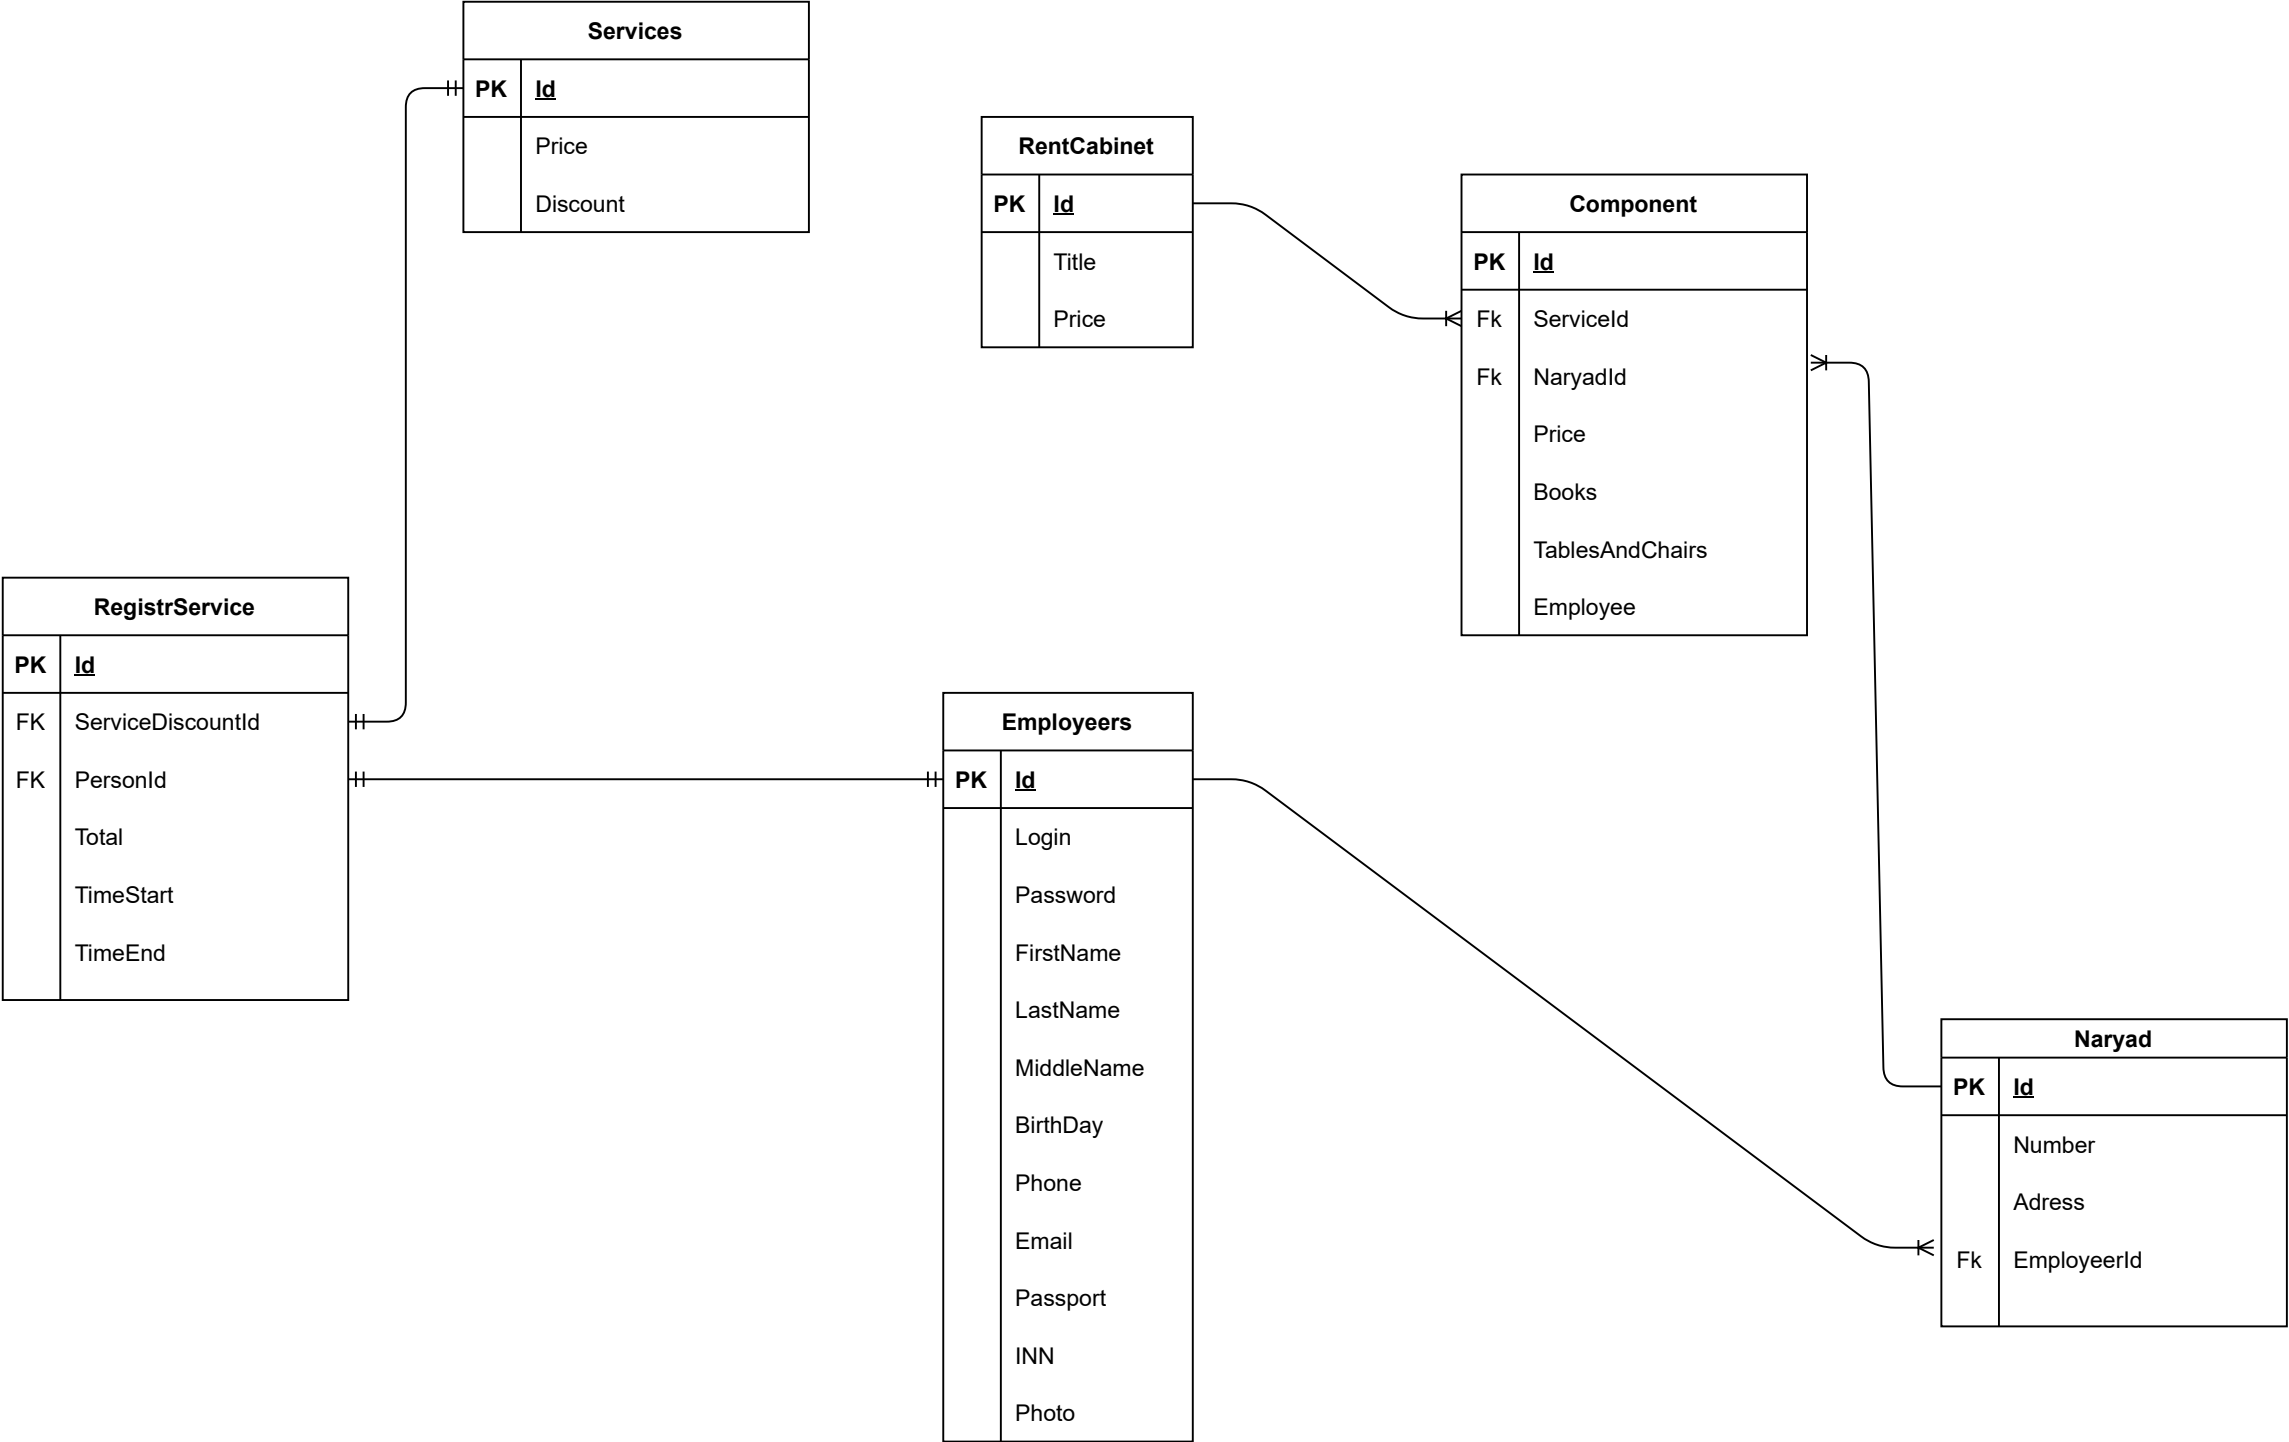 Services
PK Id
Price
Discount
RentCabinet
PK Id
Title
Price
Component
PK Id
Fk ServiceId
Fk NaryadId
Price
Books
TablesAndChairs
Employee
RegistrService
PK Id
FK ServiceDiscountId
FK PersonId
Total
TimeStart
TimeEnd
Employeers
PK Id
Login
Password
FirstName
LastName
MiddleName
BirthDay
Phone
Email
Passport
INN
Photo
Naryad
PK Id
Number
Adress
Fk EmployeerId